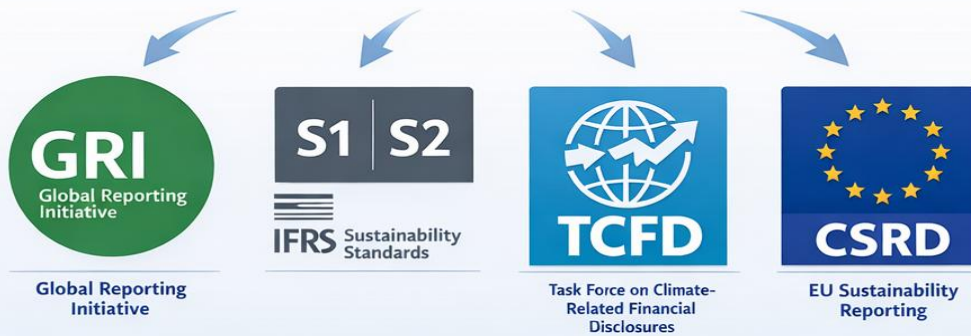 GRI
Global Reporting
Initiative
Global Reporting
Initiative
S1 | S2
IFRS Sustainability
Standards
TCFD
Task Force on Climate-
Related Financial
Disclosures
CSRD
EU Sustainability
Reporting